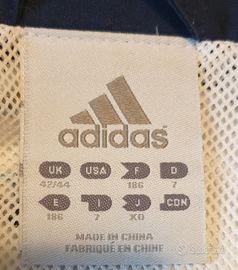 adidas
UK USA F D
42/44 186 7
E I J CDN
186 7 XO
MADE IN CHINA
FABRIQUÉ EN CHINE